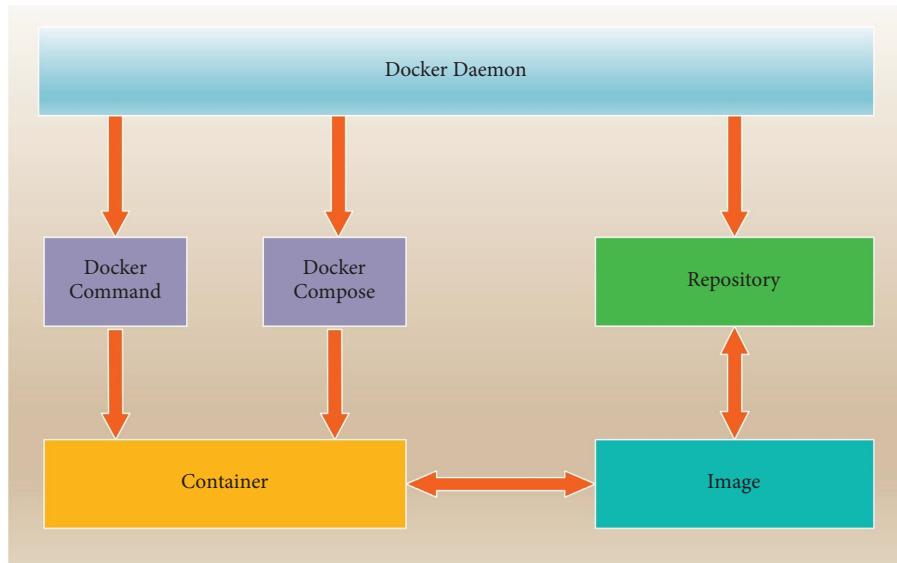 Docker Daemon
Docker
Command
Docker
Compose
Repository
Container
Image